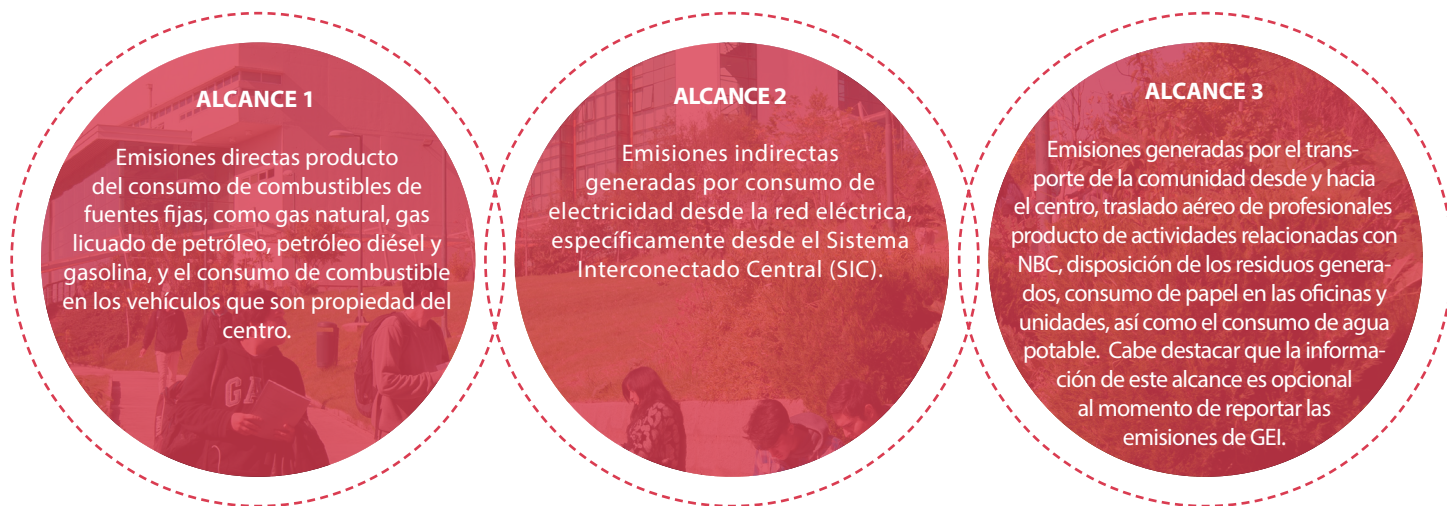 ALCANCE 1
Emisiones directas producto
del consumo de combustibles de
fuentes fijas, como gas natural, gas
licuado de petróleo, petróleo diésel y
gasolina, y el consumo de combustible
en los vehículos que son propiedad del
centro.
ALCANCE 2
Emisiones indirectas
generadas por consumo de
electricidad desde la red eléctrica,
específicamente desde el Sistema
Interconectado Central (SIC).
ALCANCE 3
Emisiones generadas por el trans-
porte de la comunidad desde y hacia
el centro, traslado aéreo de profesionales
producto de actividades relacionadas con
NBC, disposición de los residuos genera-
dos, consumo de papel en las oficinas y
unidades, así como el consumo de agua
potable. Cabe destacar que la informa-
ción de este alcance es opcional
al momento de reportar las
emisiones de GEI.